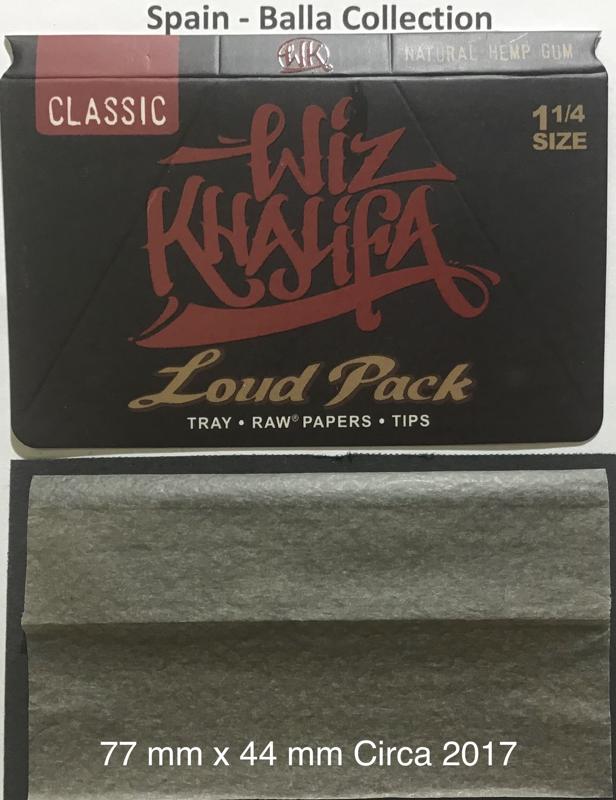 Spain - Balla Collection
WK
NATURAL HEMP GUM
CLASSIC
1 1/4
SIZE
Wiz
Khalifa
Loud Pack
TRAY • RAW® PAPERS • TIPS
77 mm x 44 mm Circa 2017